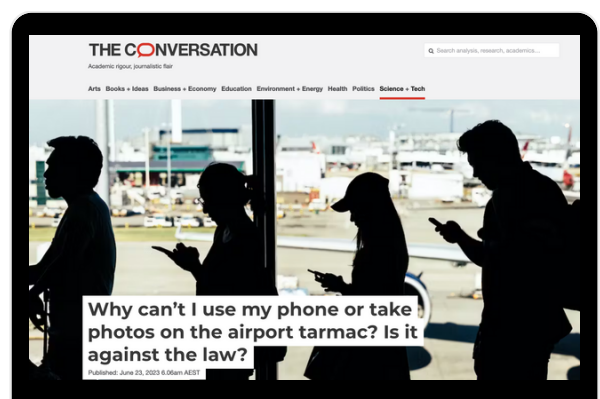 THE CONVERSATION
Academic rigour, journalistic flair
Search analysis, research, academics...
Arts Books + Ideas Business + Economy Education Environment + Energy Health Politics Science + Tech
Why can't I use my phone or take
photos on the airport tarmac? Is it
against the law?
Published: June 23, 2023 6.06am AEST